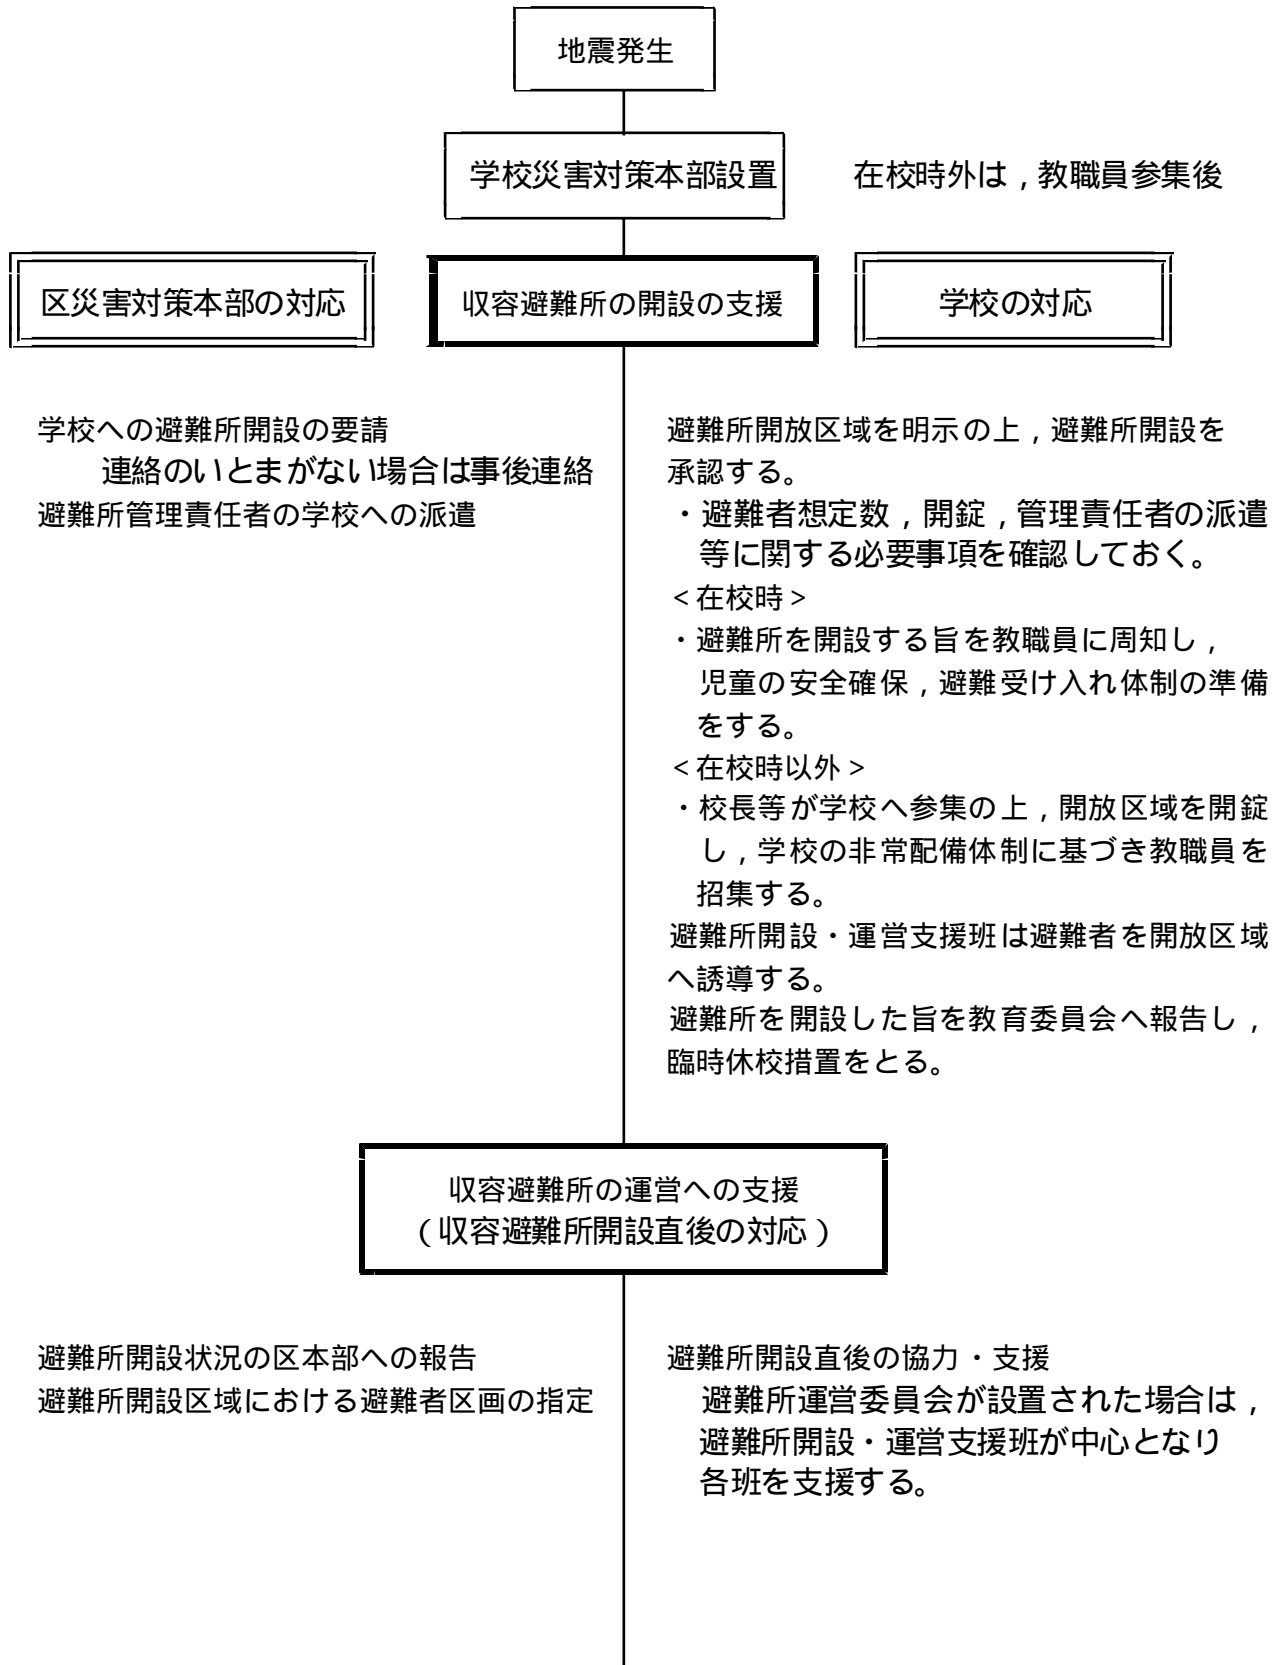 地震発生
学校災害対策本部設置
在校時外は，教職員参集後
区災害対策本部の対応
収容避難所の開設の支援
学校の対応
学校への避難所開設の要請
連絡のいとまがない場合は事後連絡
避難所管理責任者の学校への派遣
避難所開放区域を明示の上，避難所開設を
承認する。
・避難者想定数，開錠，管理責任者の派遣
等に関する必要事項を確認しておく。
＜在校時＞
・避難所を開設する旨を教職員に周知し，
児童の安全確保，避難受け入れ体制の準備
をする。
＜在校時以外＞
・校長等が学校へ参集の上，開放区域を開錠
し，学校の非常配備体制に基づき教職員を
招集する。
避難所開設・運営支援班は避難者を開放区域
へ誘導する。
避難所を開設した旨を教育委員会へ報告し，
臨時休校措置をとる。
収容避難所の運営への支援
（収容避難所開設直後の対応）
避難所開設状況の区本部への報告
避難所開設区域における避難者区画の指定
避難所開設直後の協力・支援
避難所運営委員会が設置された場合は，
避難所開設・運営支援班が中心となり
各班を支援する。